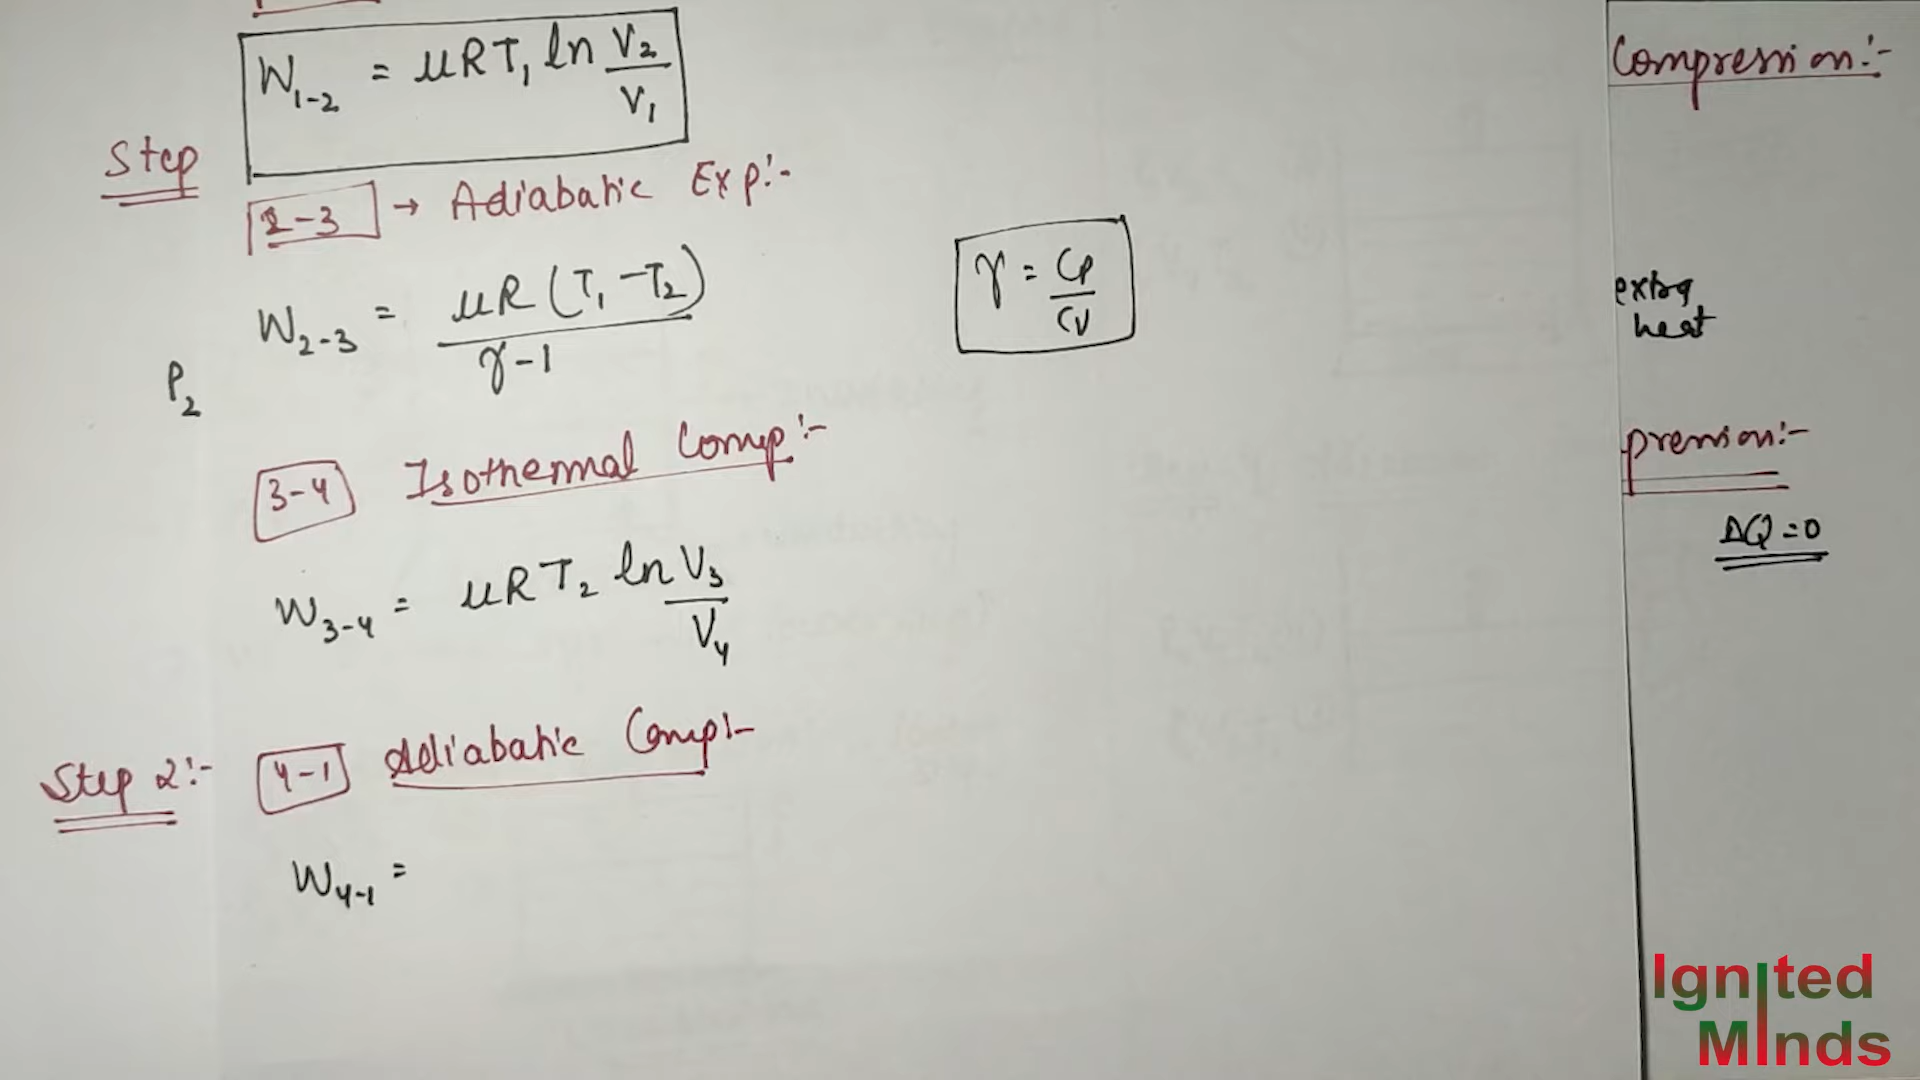 W₁₋₂ = μRT₁ ln V₂/V₁
Step
2-3 → Adiabatic Exp:-
W₂₋₃ = μR(T₁-T₂)/γ-1
γ = Cp/Cv
P₂
3-4 Isothermal Comp:-
W₃₋₄ = μRT₂ ln V₃/V₄
Step 2:- 4-1 Adiabatic Comp:-
W₄₋₁ =
Compression:-
extra
heat
pression:-
ΔQ=0
Ignited
Minds